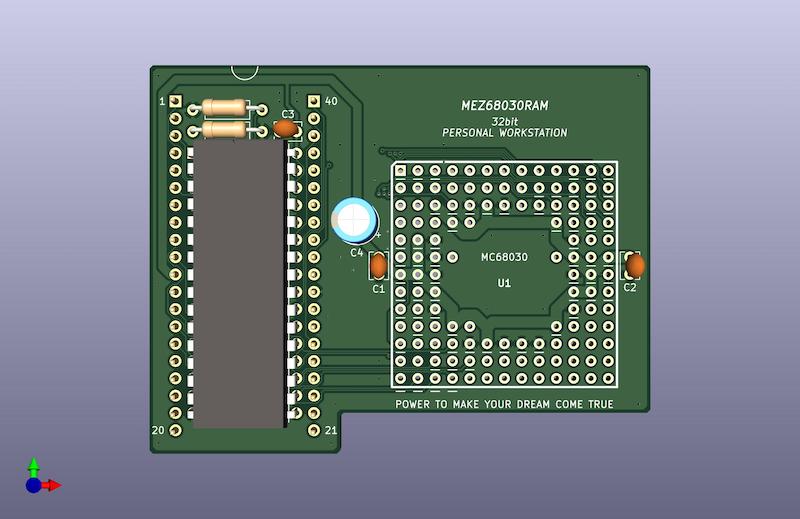 MEZ68030RAM
32bit
PERSONAL WORKSTATION
1
40
C3
C4
C1
MC68030
U1
C2
20
21
POWER TO MAKE YOUR DREAM COME TRUE